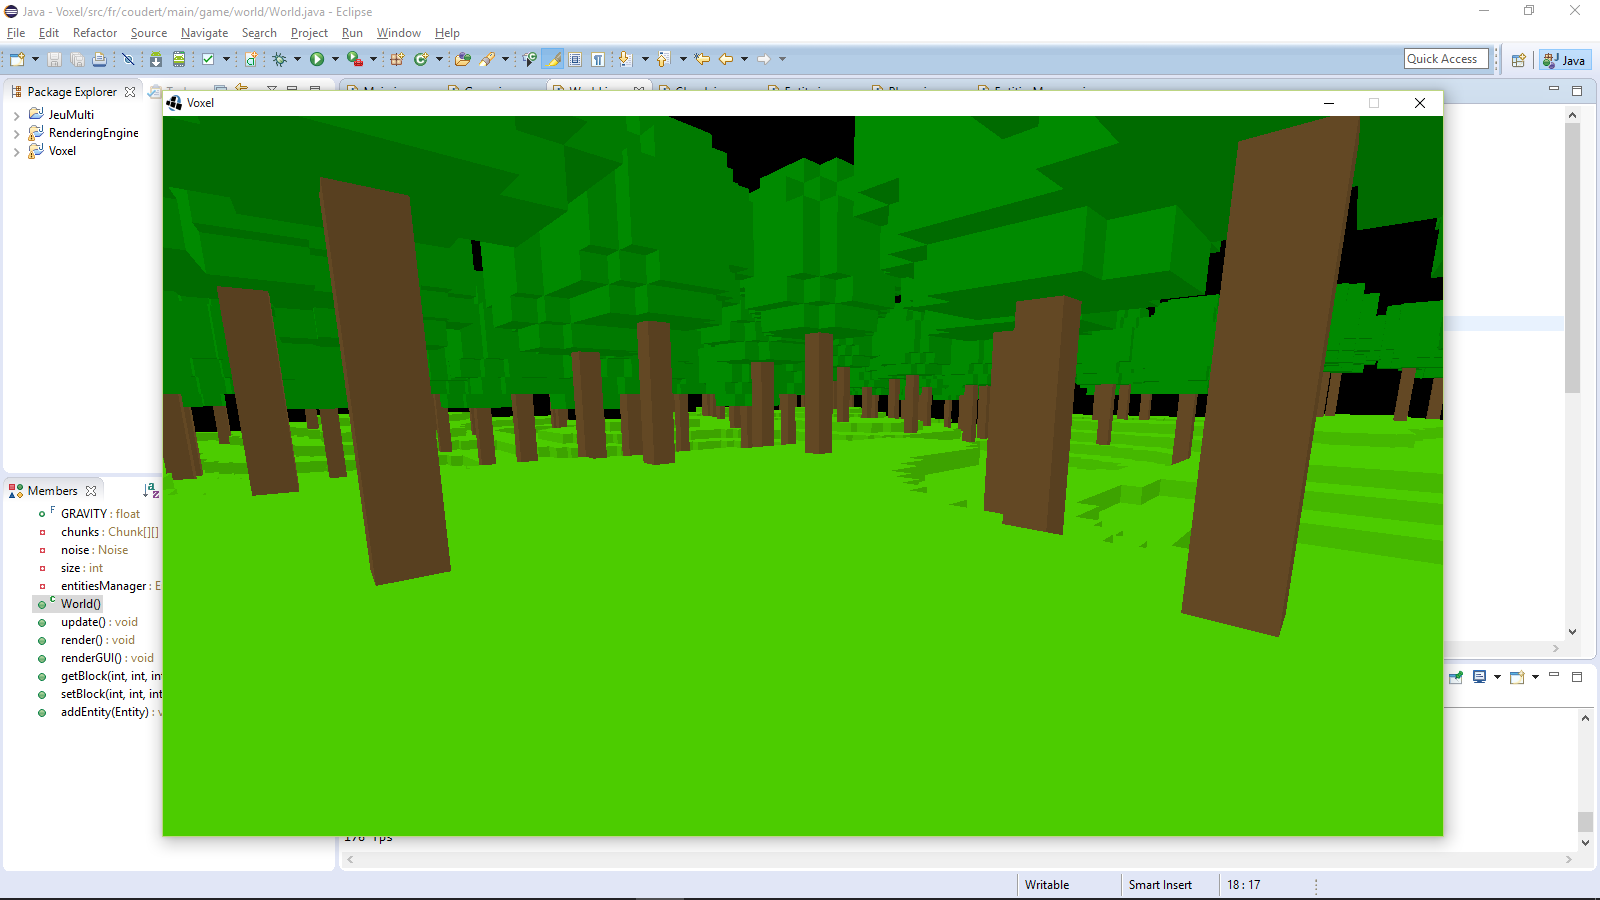 Java - Voxel/src/fr/coudert/main/game/world/World.java - Eclipse
File Edit Refactor Source Navigate Search Project Run Window Help
Quick Access
Java
Package Explorer
JeuMulti
RenderingEngine
Voxel
Voxel
Members
GRAVITY : float
chunks : Chunk[][]
noise : Noise
size : int
entitiesManager : E
World()
update() : void
render() : void
renderGUI() : void
getBlock(int, int, int
setBlock(int, int, int
addEntity(Entity) : v
176 fps
Writable Smart Insert 18 : 17